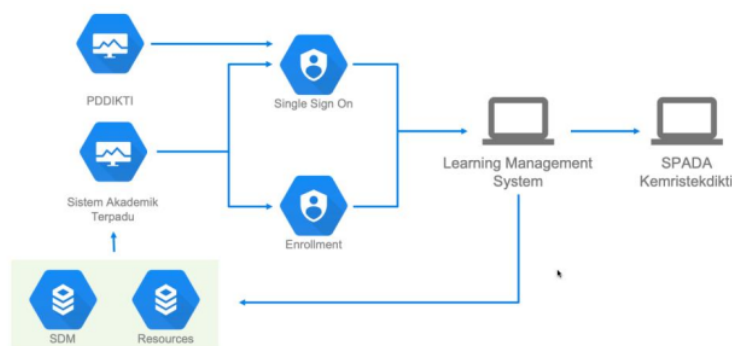 PDDIKTI
Single Sign On
Sistem Akademik
Terpadu
Enrollment
Learning Management
System
SPADA
Kemristekdikti
SDM
Resources